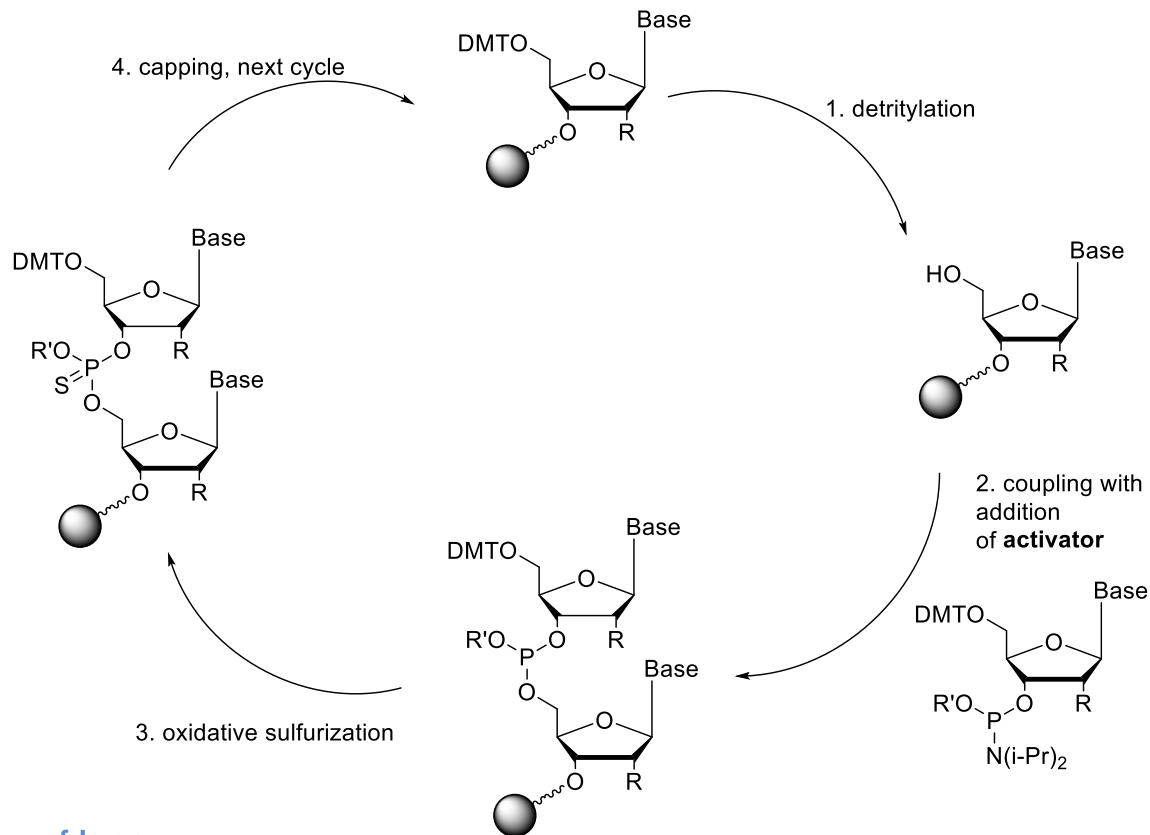 Base
DMTO
O
O
R
4. capping, next cycle
1. detritylation
Base
HO
O
O
R
2. coupling with
addition
of activator
Base
DMTO
O
R'O
P
O
R
N(i-Pr)2
Base
DMTO
O
R'O
P
O
R
O
Base
O
O
R
3. oxidative sulfurization
Base
DMTO
O
R'O
P
O
R
S
O
Base
O
O
R